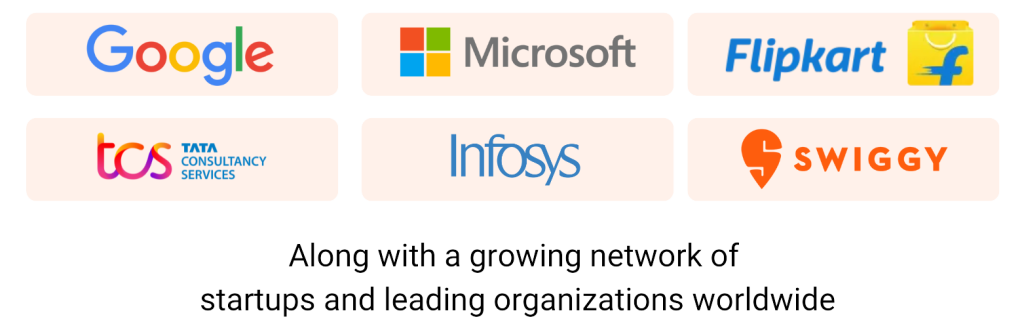 Google
Microsoft
Flipkart
tcs TATA
CONSULTANCY
SERVICES
Infosys
SWIGGY
Along with a growing network of
startups and leading organizations worldwide